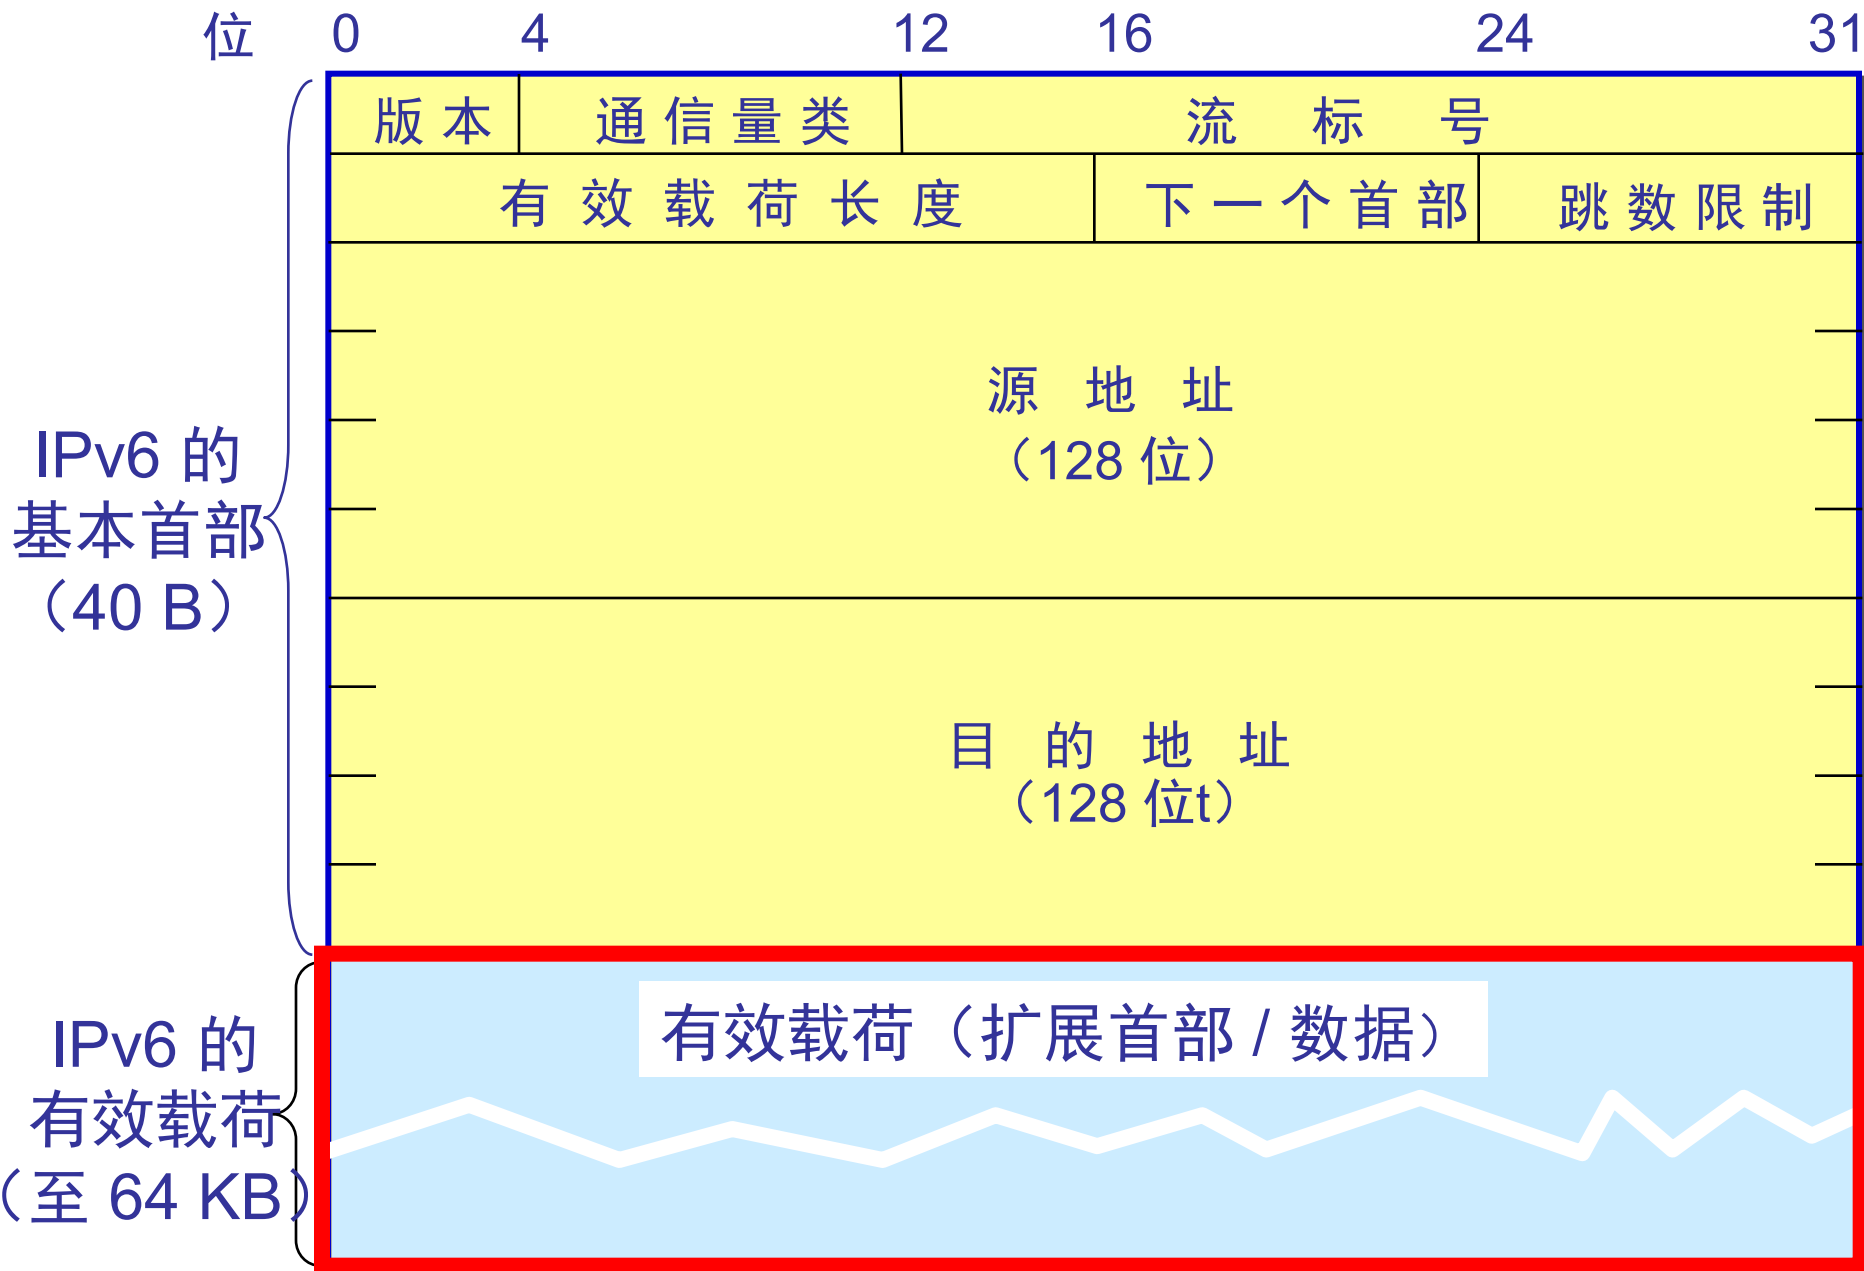 位 0 4 12 16 24 31
版本 通信量类 流标号
有效载荷长度 下一个首部 跳数限制
源地址
（128 位）
IPv6 的
基本首部
（40 B）
目的地址
（128 位t）
有效载荷（扩展首部 / 数据）
IPv6 的
有效载荷
（至 64 KB）